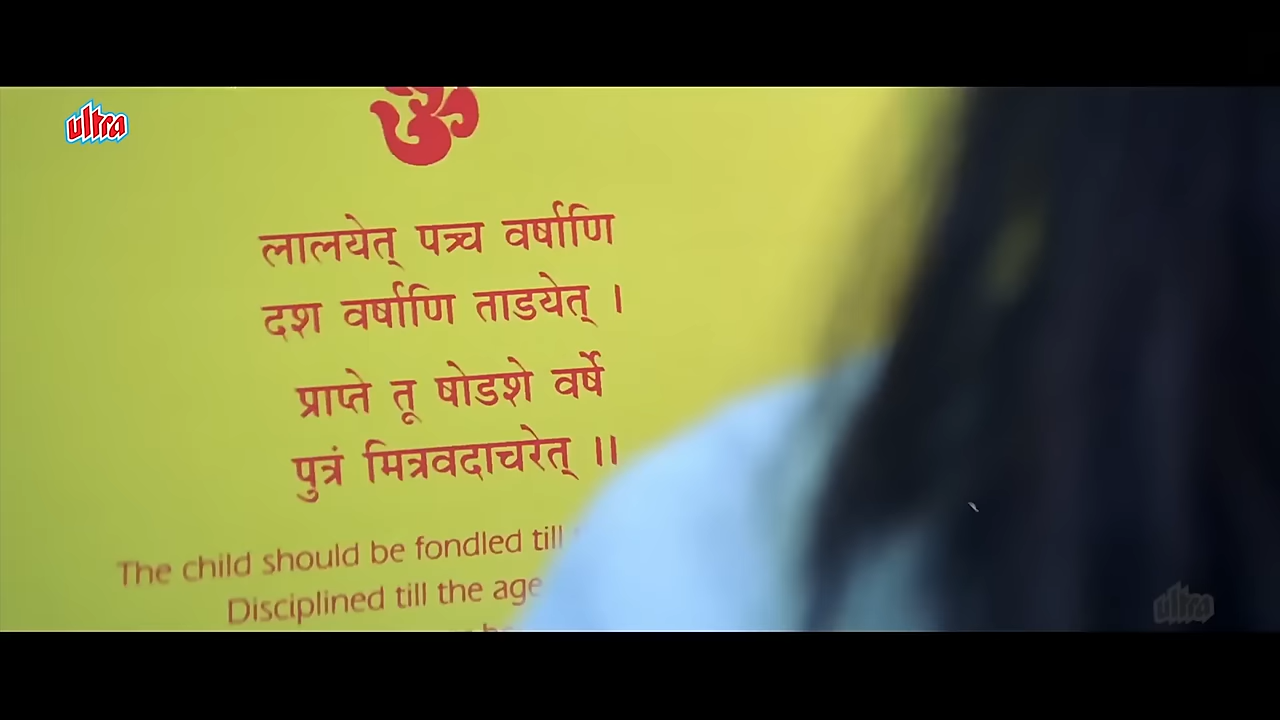 ultra
ॐ
लालयेत् पञ्च वर्षाणि
दश वर्षाणि ताडयेत् ।
प्राप्ते तू षोडशे वर्षे
पुत्रं मित्रवदाचरेत् ।।
The child should be fondled till
Disciplined till the age
ultra